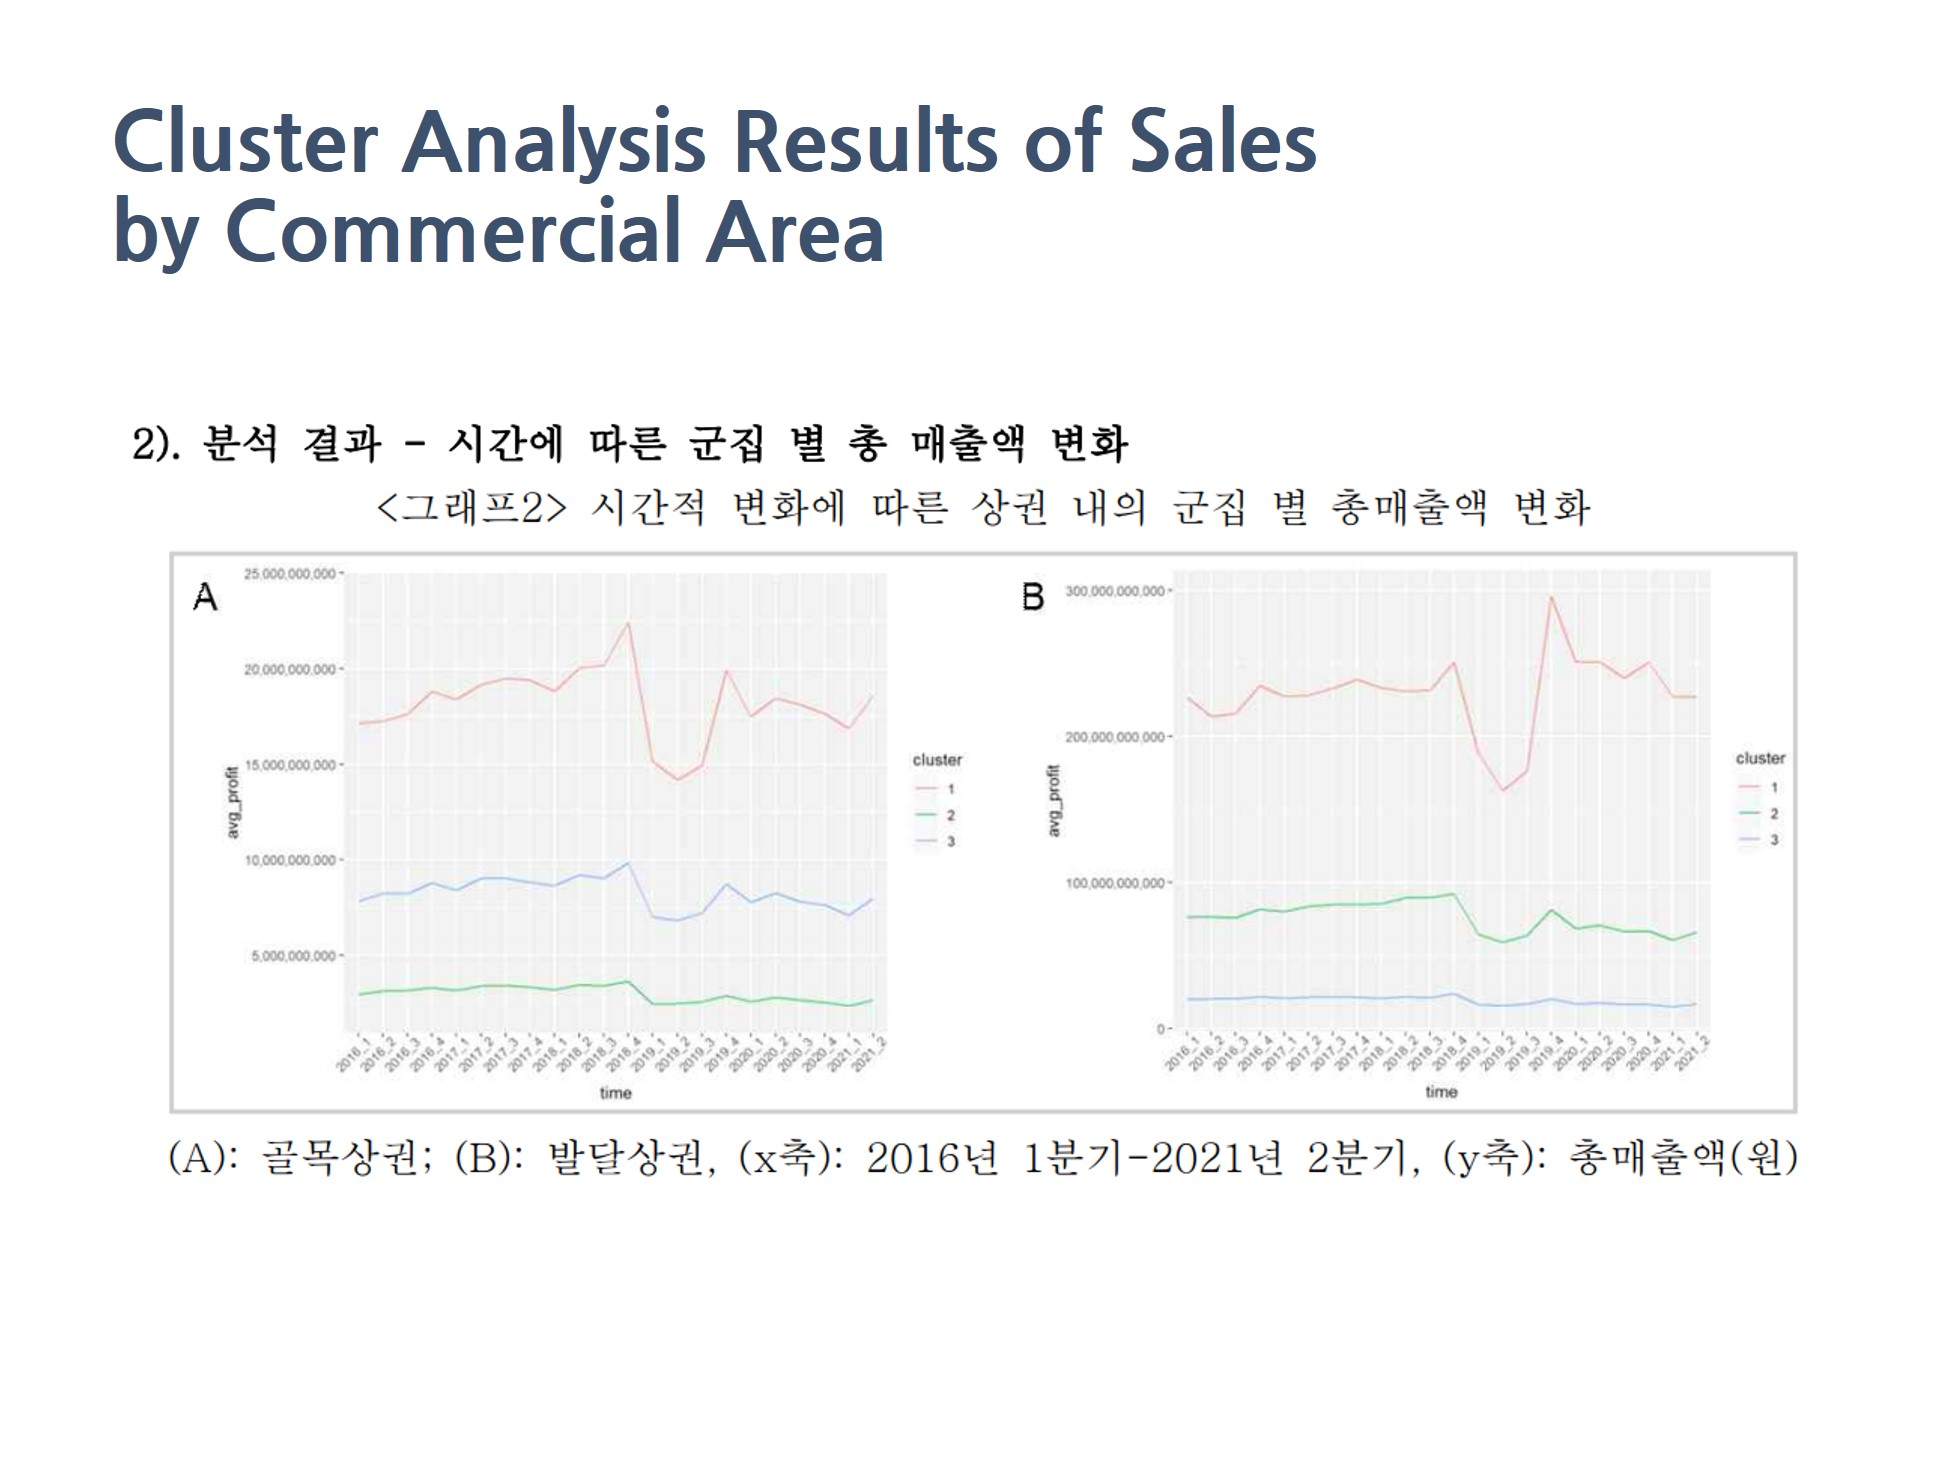 Cluster Analysis Results of Sales
by Commercial Area
2). 분석 결과 - 시간에 따른 군집 별 총 매출액 변화
<그래프2> 시간적 변화에 따른 상권 내의 군집 별 총매출액 변화
A
25,000,000,000
20,000,000,000
15,000,000,000
10,000,000,000
5,000,000,000
avg_profit
2016_1 2016_2 2016_3 2016_4 2017_1 2017_2 2017_3 2017_4 2018_1 2018_2 2018_3 2018_4 2019_1 2019_2 2019_3 2019_4 2020_1 2020_2 2020_3 2020_4 2021_1 2021_2
time
cluster
1
2
3
B
300,000,000,000
200,000,000,000
100,000,000,000
0
avg_profit
2016_1 2016_2 2016_3 2016_4 2017_1 2017_2 2017_3 2017_4 2018_1 2018_2 2018_3 2018_4 2019_1 2019_2 2019_3 2019_4 2020_1 2020_2 2020_3 2020_4 2021_1 2021_2
time
cluster
1
2
3
(A): 골목상권; (B): 발달상권, (x축): 2016년 1분기-2021년 2분기, (y축): 총매출액(원)